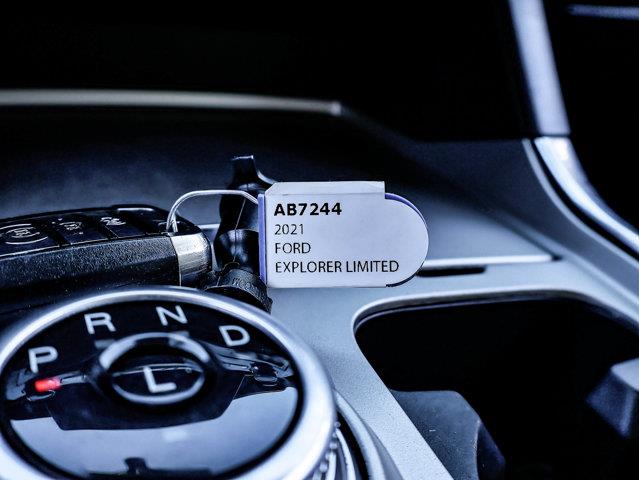 AB7244
2021
FORD
EXPLORER LIMITED
P R N D
L